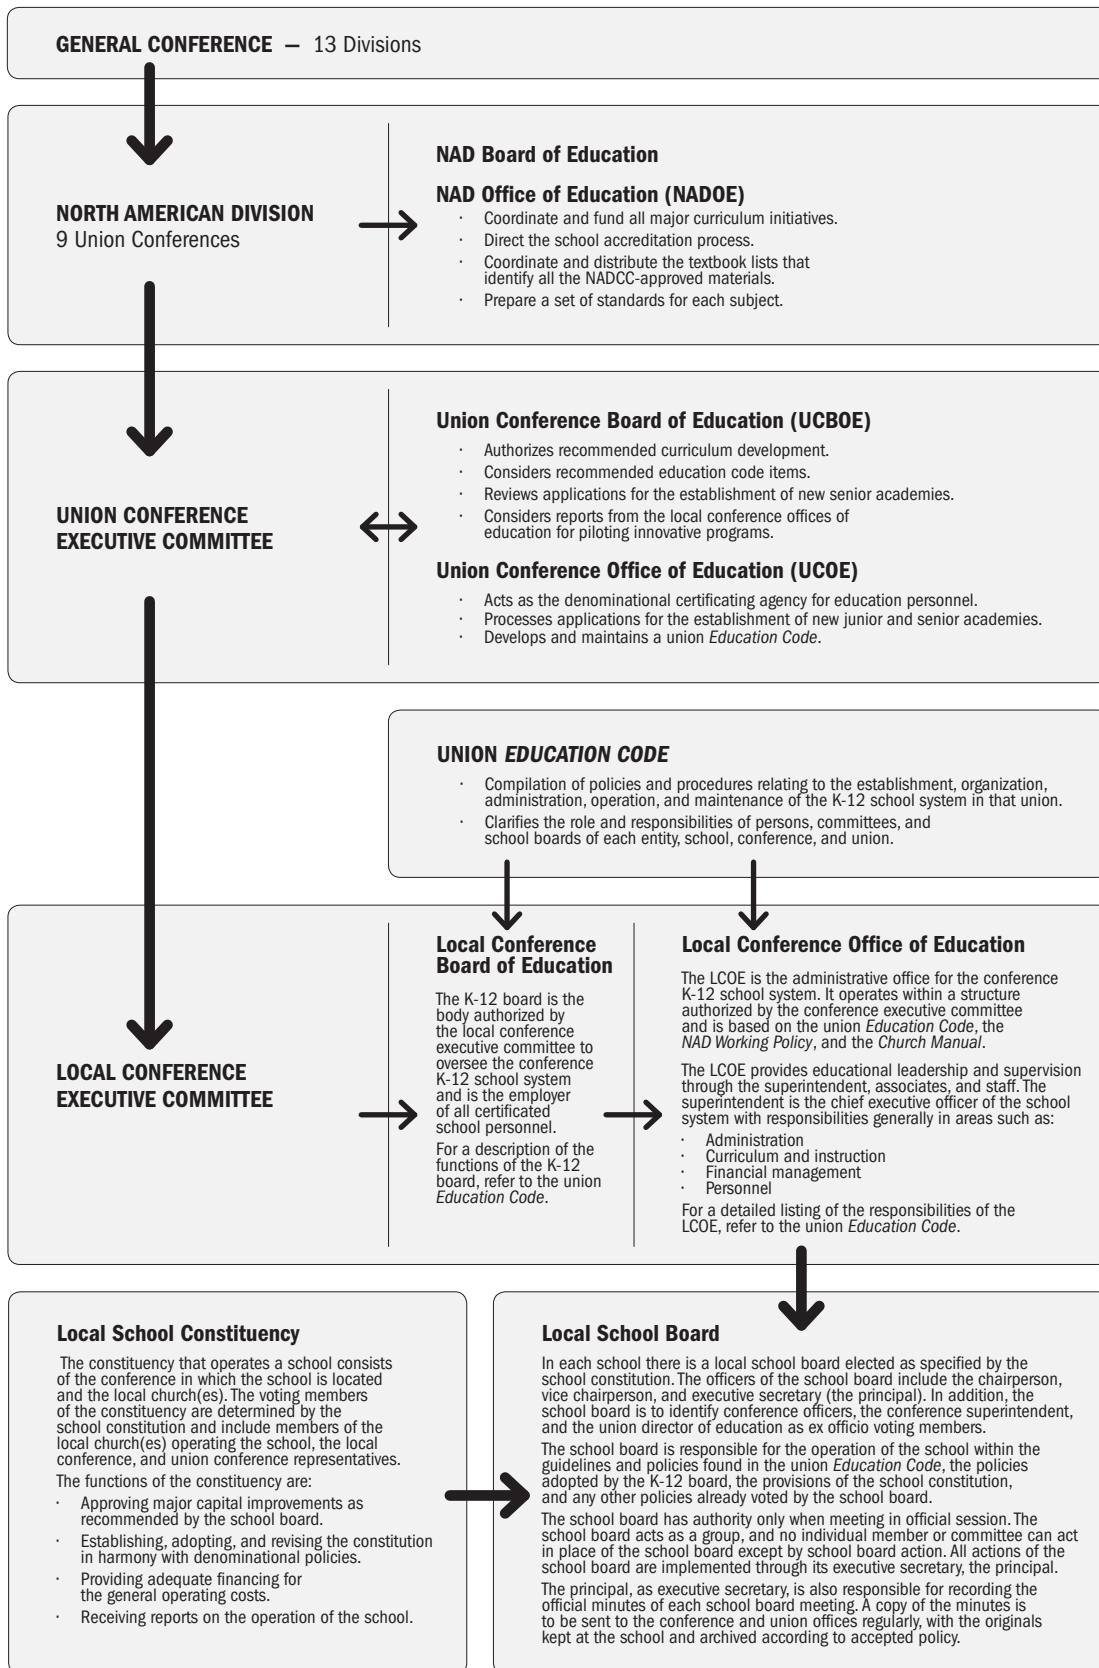 GENERAL CONFERENCE — 13 Divisions
NORTH AMERICAN DIVISION
9 Union Conferences
NAD Board of Education
NAD Office of Education (NADOE)
· Coordinate and fund all major curriculum initiatives.
· Direct the school accreditation process.
· Coordinate and distribute the textbook lists that
identify all the NADCC-approved materials.
· Prepare a set of standards for each subject.
UNION CONFERENCE
EXECUTIVE COMMITTEE
Union Conference Board of Education (UCBOE)
· Authorizes recommended curriculum development.
· Considers recommended education code items.
· Reviews applications for the establishment of new senior academies.
· Considers reports from the local conference offices of
education for piloting innovative programs.
Union Conference Office of Education (UCOE)
· Acts as the denominational certificating agency for education personnel.
· Processes applications for the establishment of new junior and senior academies.
· Develops and maintains a union Education Code.
UNION EDUCATION CODE
· Compilation of policies and procedures relating to the establishment, organization,
administration, operation, and maintenance of the K-12 school system in that union.
· Clarifies the role and responsibilities of persons, committees, and
school boards of each entity, school, conference, and union.
LOCAL CONFERENCE
EXECUTIVE COMMITTEE
Local Conference
Board of Education
The K-12 board is the
body authorized by
the local conference
executive committee to
oversee the conference
K-12 school system
and is the employer
of all certificated
school personnel.
For a description of the
functions of the K-12
board, refer to the union
Education Code.
Local Conference Office of Education
The LCOE is the administrative office for the conference
K-12 school system. It operates within a structure
authorized by the conference executive committee
and is based on the union Education Code, the
NAD Working Policy, and the Church Manual.
The LCOE provides educational leadership and supervision
through the superintendent, associates, and staff. The
superintendent is the chief executive officer of the school
system with responsibilities generally in areas such as:
· Administration
· Curriculum and instruction
· Financial management
· Personnel
For a detailed listing of the responsibilities of the
LCOE, refer to the union Education Code.
Local School Constituency
The constituency that operates a school consists
of the conference in which the school is located
and the local church(es). The voting members
of the constituency are determined by the
school constitution and include members of the
local church(es) operating the school, the local
conference, and union conference representatives.
The functions of the constituency are:
· Approving major capital improvements as
recommended by the school board.
· Establishing, adopting, and revising the constitution
in harmony with denominational policies.
· Providing adequate financing for
the general operating costs.
· Receiving reports on the operation of the school.
Local School Board
In each school there is a local school board elected as specified by the
school constitution. The officers of the school board include the chairperson,
vice chairperson, and executive secretary (the principal). In addition, the
school board is to identify conference officers, the conference superintendent,
and the union director of education as ex officio voting members.
The school board is responsible for the operation of the school within the
guidelines and policies found in the union Education Code, the policies
adopted by the K-12 board, the provisions of the school constitution,
and any other policies already voted by the school board.
The school board has authority only when meeting in official session. The
school board acts as a group, and no individual member or committee can act
in place of the school board except by school board action. All actions of the
school board are implemented through its executive secretary, the principal.
The principal, as executive secretary, is also responsible for recording the
official minutes of each school board meeting. A copy of the minutes is
to be sent to the conference and union offices regularly, with the originals
kept at the school and archived according to accepted policy.